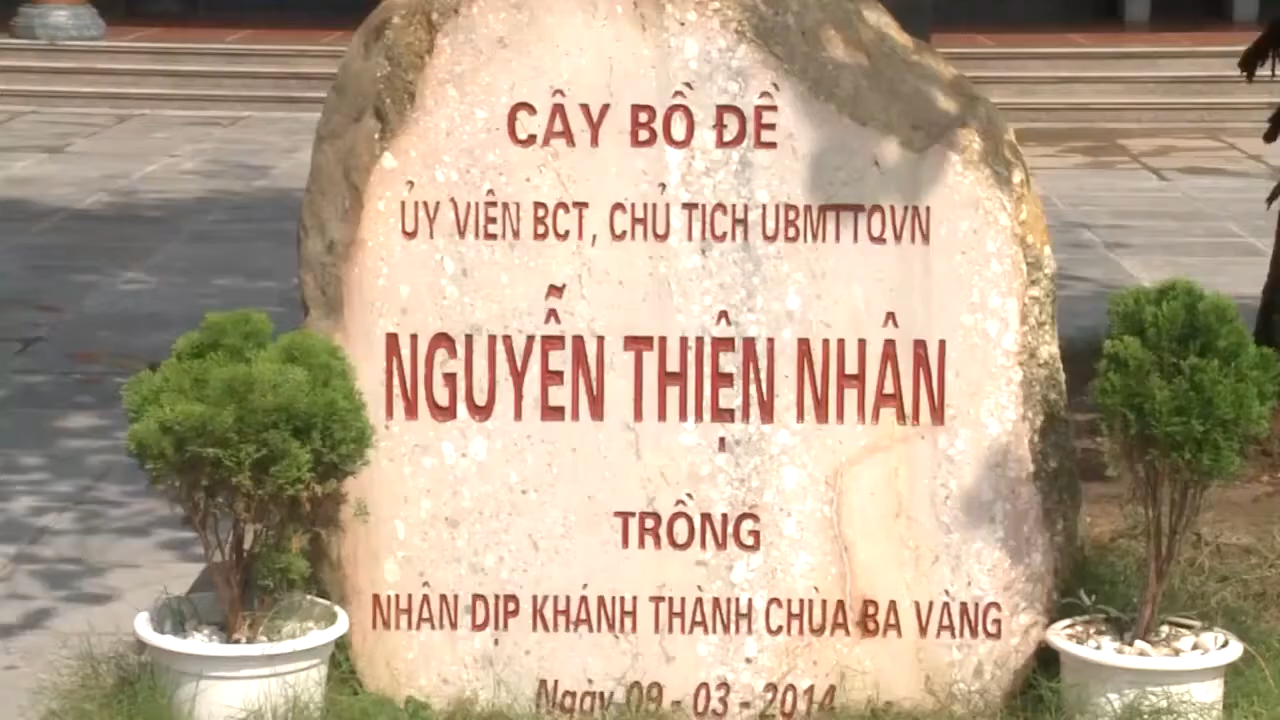 CÂY BỒ ĐỀ
ỦY VIÊN BCT, CHỦ TỊCH UBMTTQVN
NGUYỄN THIỆN NHÂN
TRỒNG
NHÂN DỊP KHÁNH THÀNH CHÙA BA VÀNG
Ngày 09 - 03 - 2014